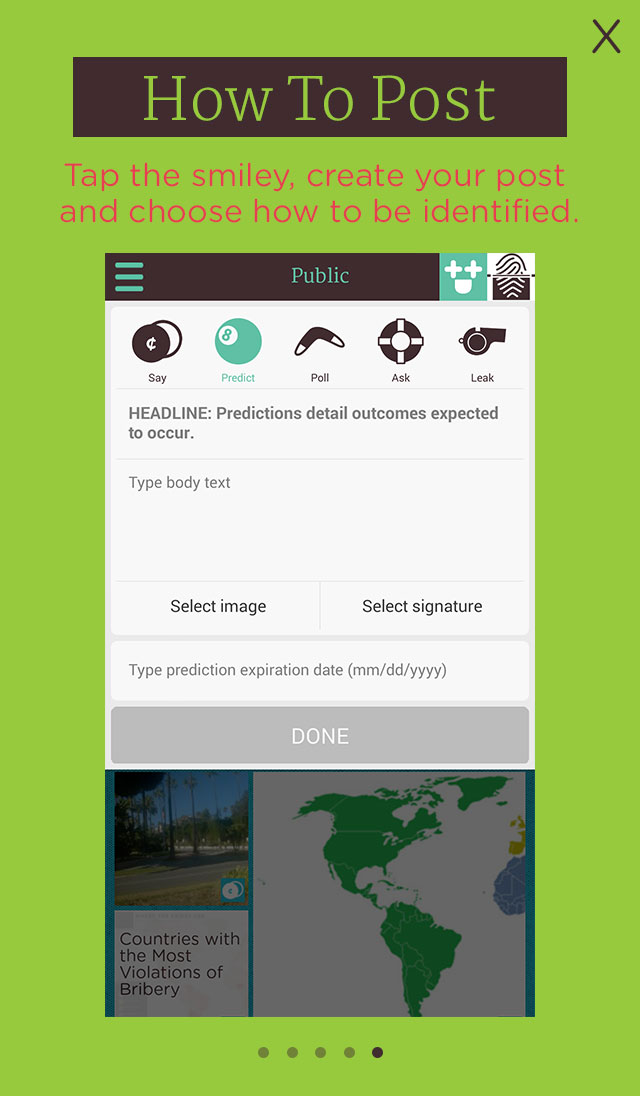 X
How To Post
Tap the smiley, create your post
and choose how to be identified.
Public
¢ 8
Say Predict Poll Ask Leak
HEADLINE: Predictions detail outcomes expected
to occur.
Type body text
Select image Select signature
Type prediction expiration date (mm/dd/yyyy)
DONE
¢
Countries with
the Most
Violations of
Bribery